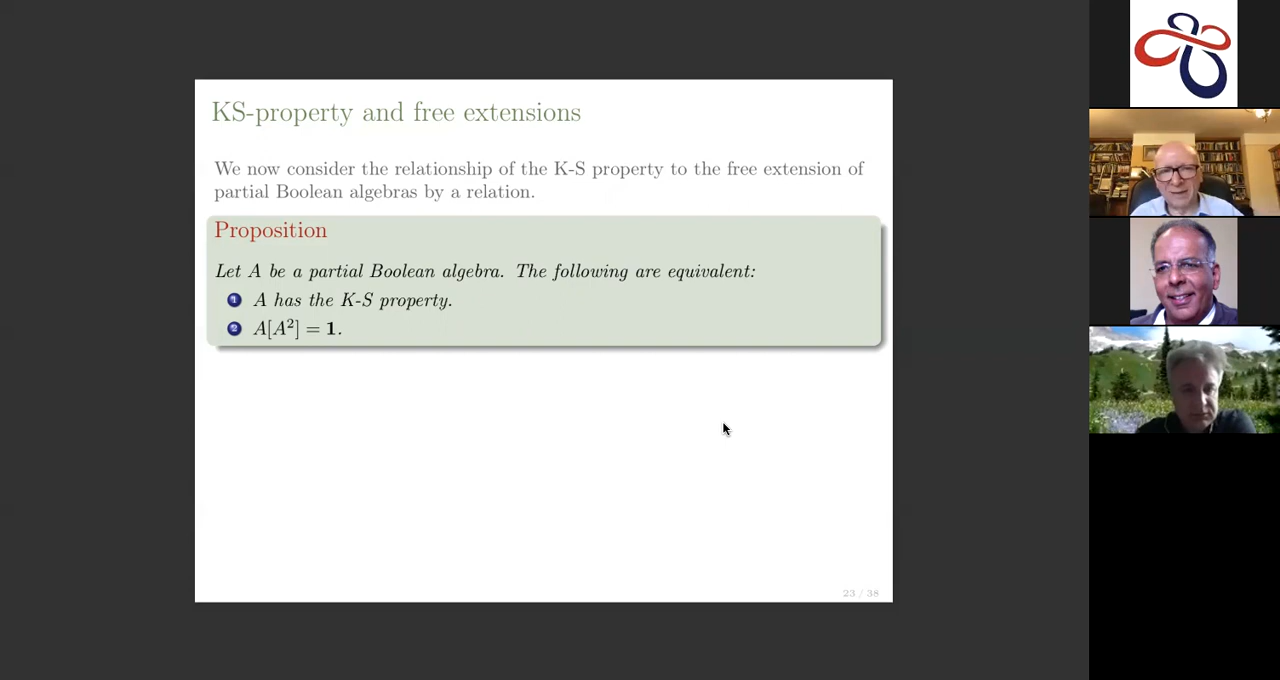 KS-property and free extensions
We now consider the relationship of the K-S property to the free extension of
partial Boolean algebras by a relation.
Proposition
Let A be a partial Boolean algebra. The following are equivalent:
1 A has the K-S property.
2 A[A²] = 1.
23 / 38